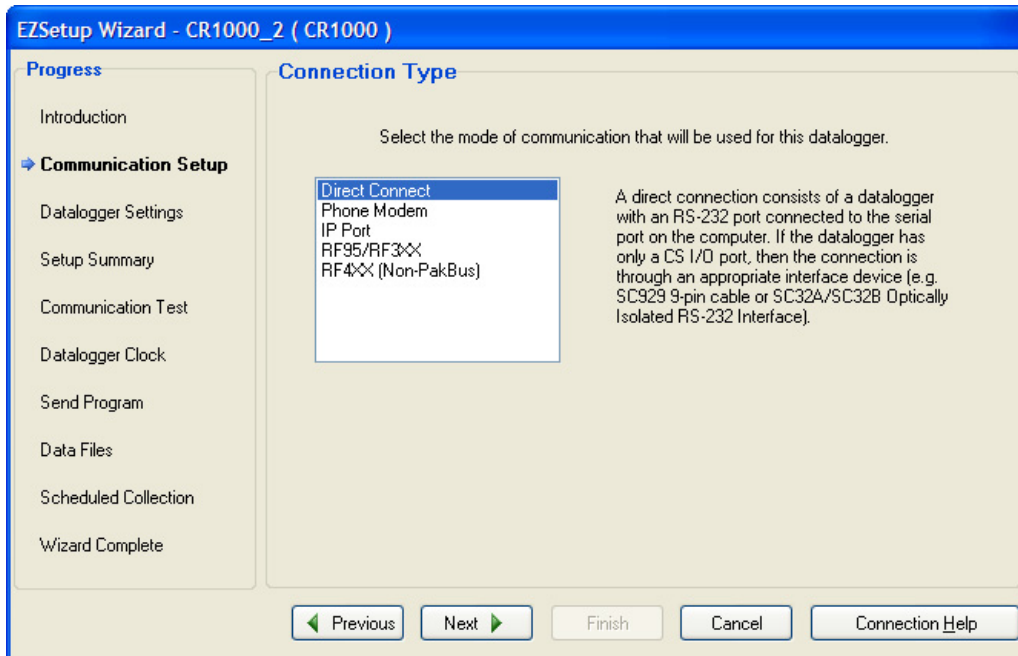 EZSetup Wizard - CR1000_2 ( CR1000 )
Progress
Introduction
Communication Setup
Datalogger Settings
Setup Summary
Communication Test
Datalogger Clock
Send Program
Data Files
Scheduled Collection
Wizard Complete
Connection Type
Select the mode of communication that will be used for this datalogger.
Direct Connect
Phone Modem
IP Port
RF95/RF3XX
RF4XX (Non-PakBus)
A direct connection consists of a datalogger
with an RS-232 port connected to the serial
port on the computer. If the datalogger has
only a CS I/O port, then the connection is
through an appropriate interface device (e.g.
SC929 9-pin cable or SC32A/SC32B Optically
Isolated RS-232 Interface).
Previous
Next
Finish
Cancel
Connection Help